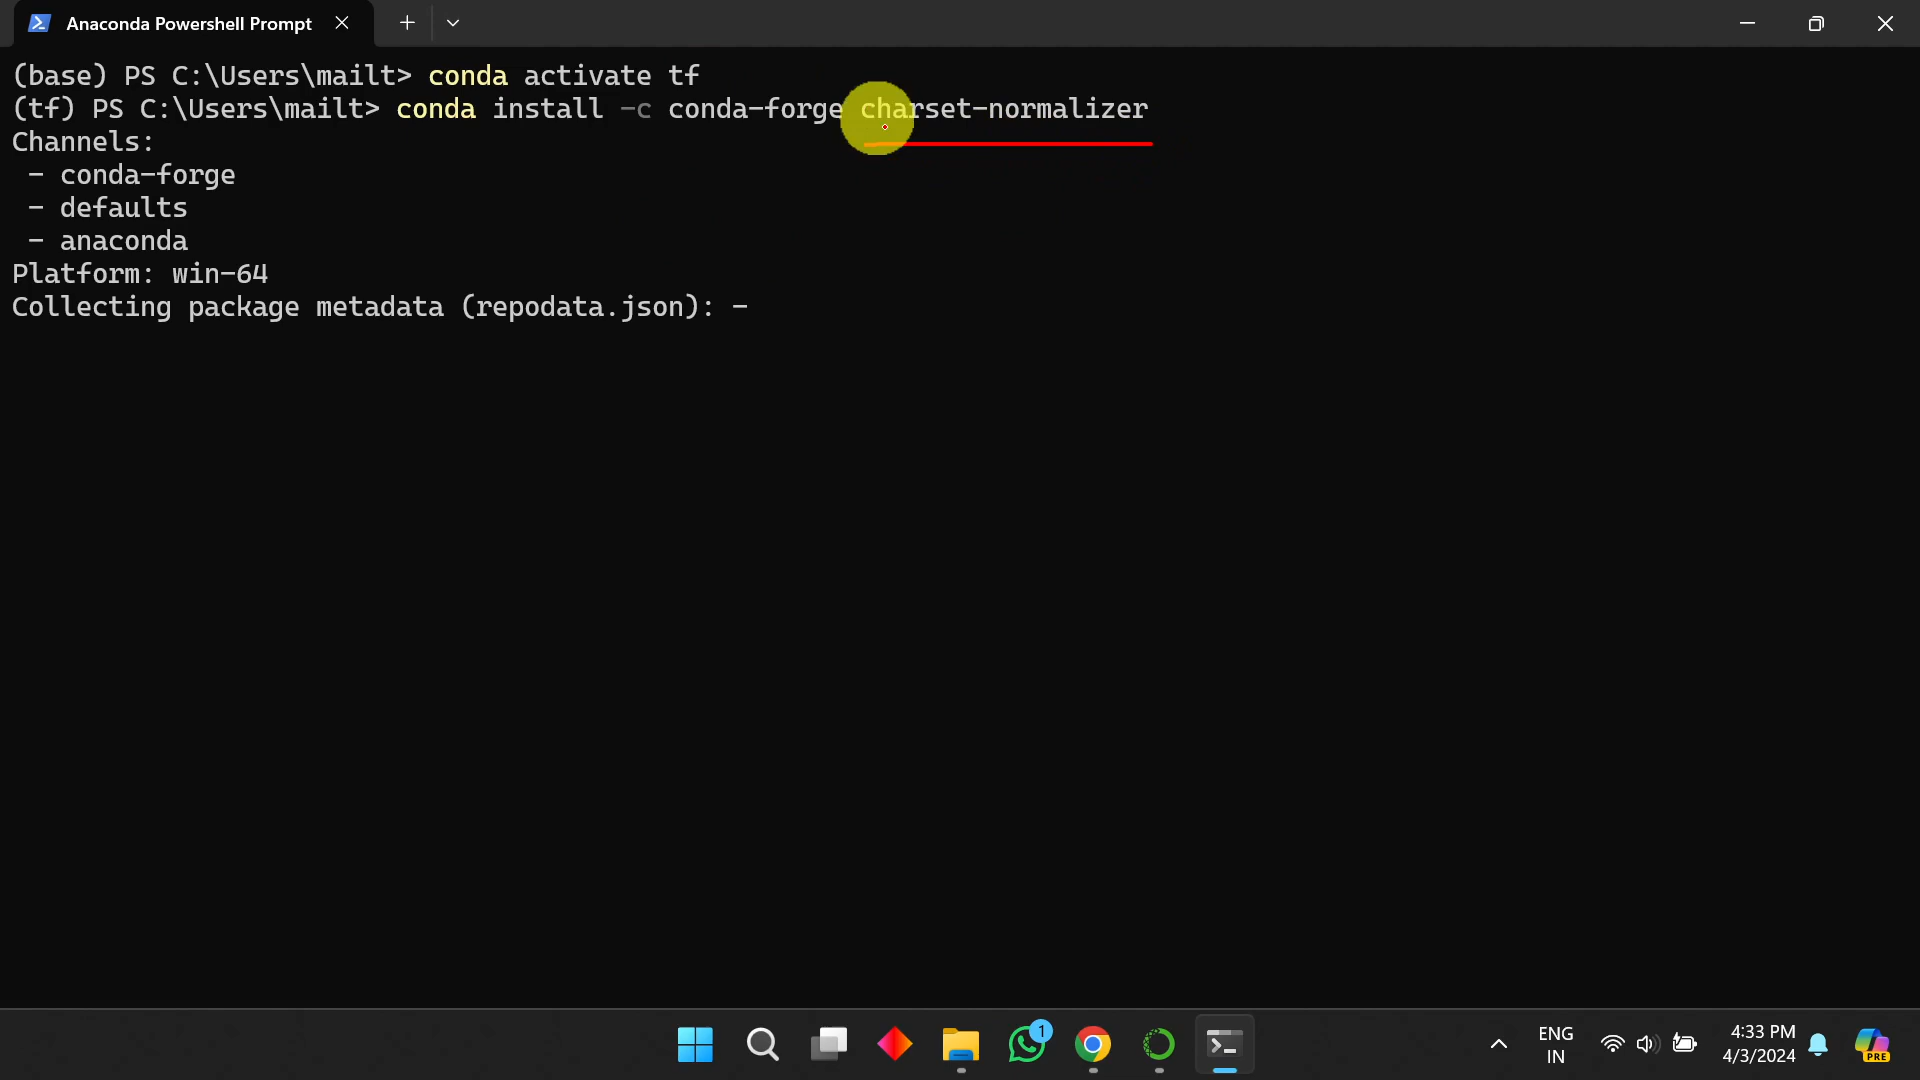 Anaconda Powershell Prompt
(base) PS C:\Users\mailt> conda activate tf
(tf) PS C:\Users\mailt> conda install -c conda-forge charset-normalizer
Channels:
 - conda-forge
 - defaults
 - anaconda
Platform: win-64
Collecting package metadata (repodata.json): -
1
ENG
IN
4:33 PM
4/3/2024
PRE